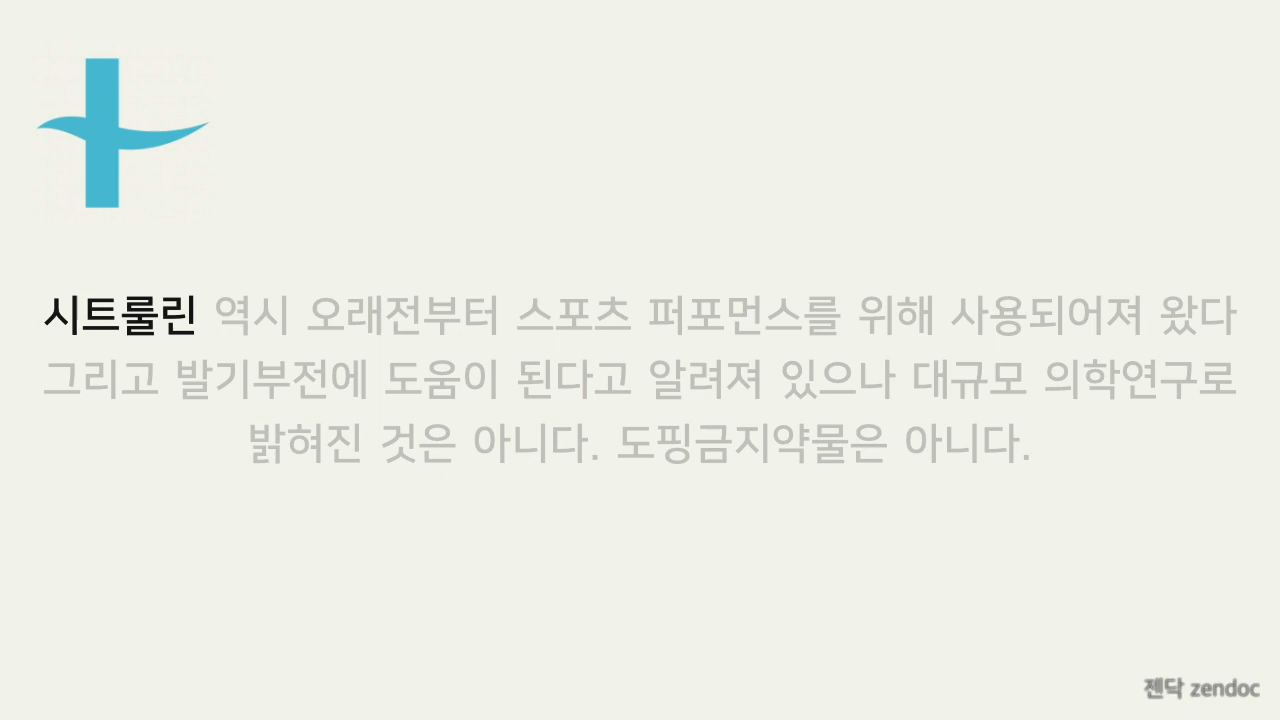 시트룰린 역시 오래전부터 스포츠 퍼포먼스를 위해 사용되어져 왔다
그리고 발기부전에 도움이 된다고 알려져 있으나 대규모 의학연구로
밝혀진 것은 아니다. 도핑금지약물은 아니다.
젠닥 zendoc